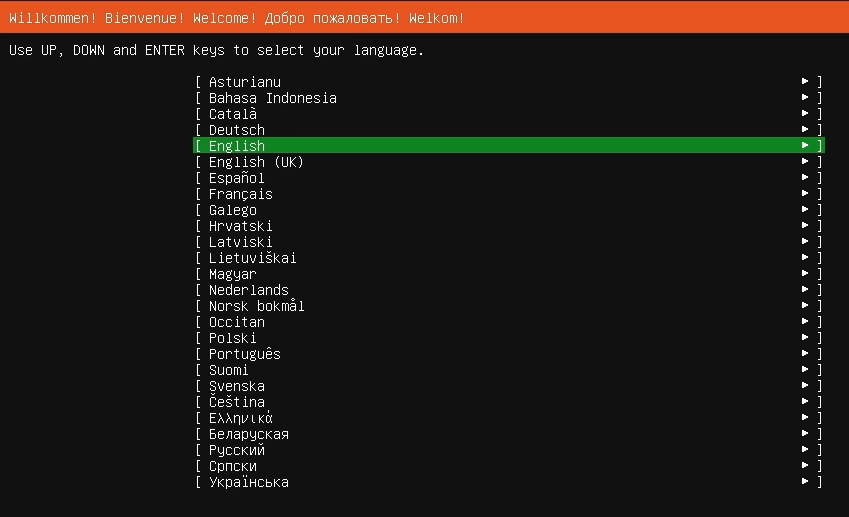 Willkommen! Bienvenue! Welcome! Добро пожаловать! Welkom!
Use UP, DOWN and ENTER keys to select your language.
[ Asturianu ► ]
[ Bahasa Indonesia ► ]
[ Català ► ]
[ Deutsch ► ]
[ English ► ]
[ English (UK) ► ]
[ Español ► ]
[ Français ► ]
[ Galego ► ]
[ Hrvatski ► ]
[ Latviski ► ]
[ Lietuviškai ► ]
[ Magyar ► ]
[ Nederlands ► ]
[ Norsk bokmål ► ]
[ Occitan ► ]
[ Polski ► ]
[ Português ► ]
[ Suomi ► ]
[ Svenska ► ]
[ Čeština ► ]
[ Ελληνικά ► ]
[ Беларуская ► ]
[ Русский ► ]
[ Српски ► ]
[ Українська ► ]